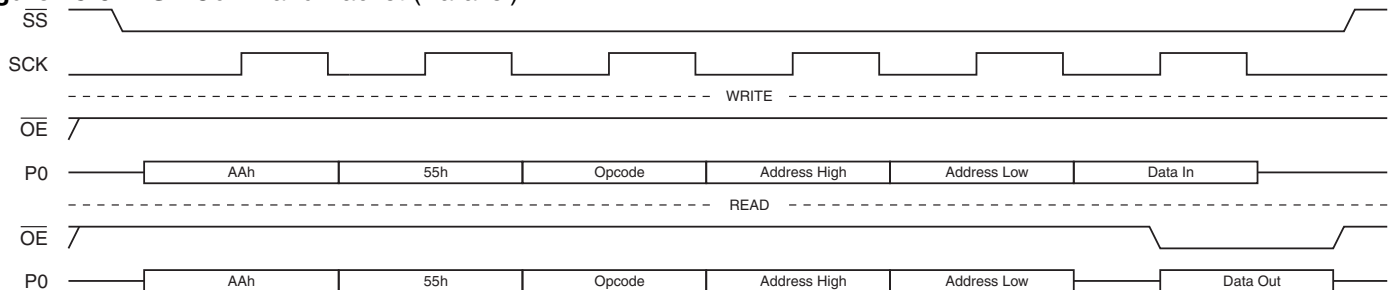 SS
SCK
WRITE
OE
P0 AAh 55h Opcode Address High Address Low Data In
READ
OE
P0 AAh 55h Opcode Address High Address Low Data Out